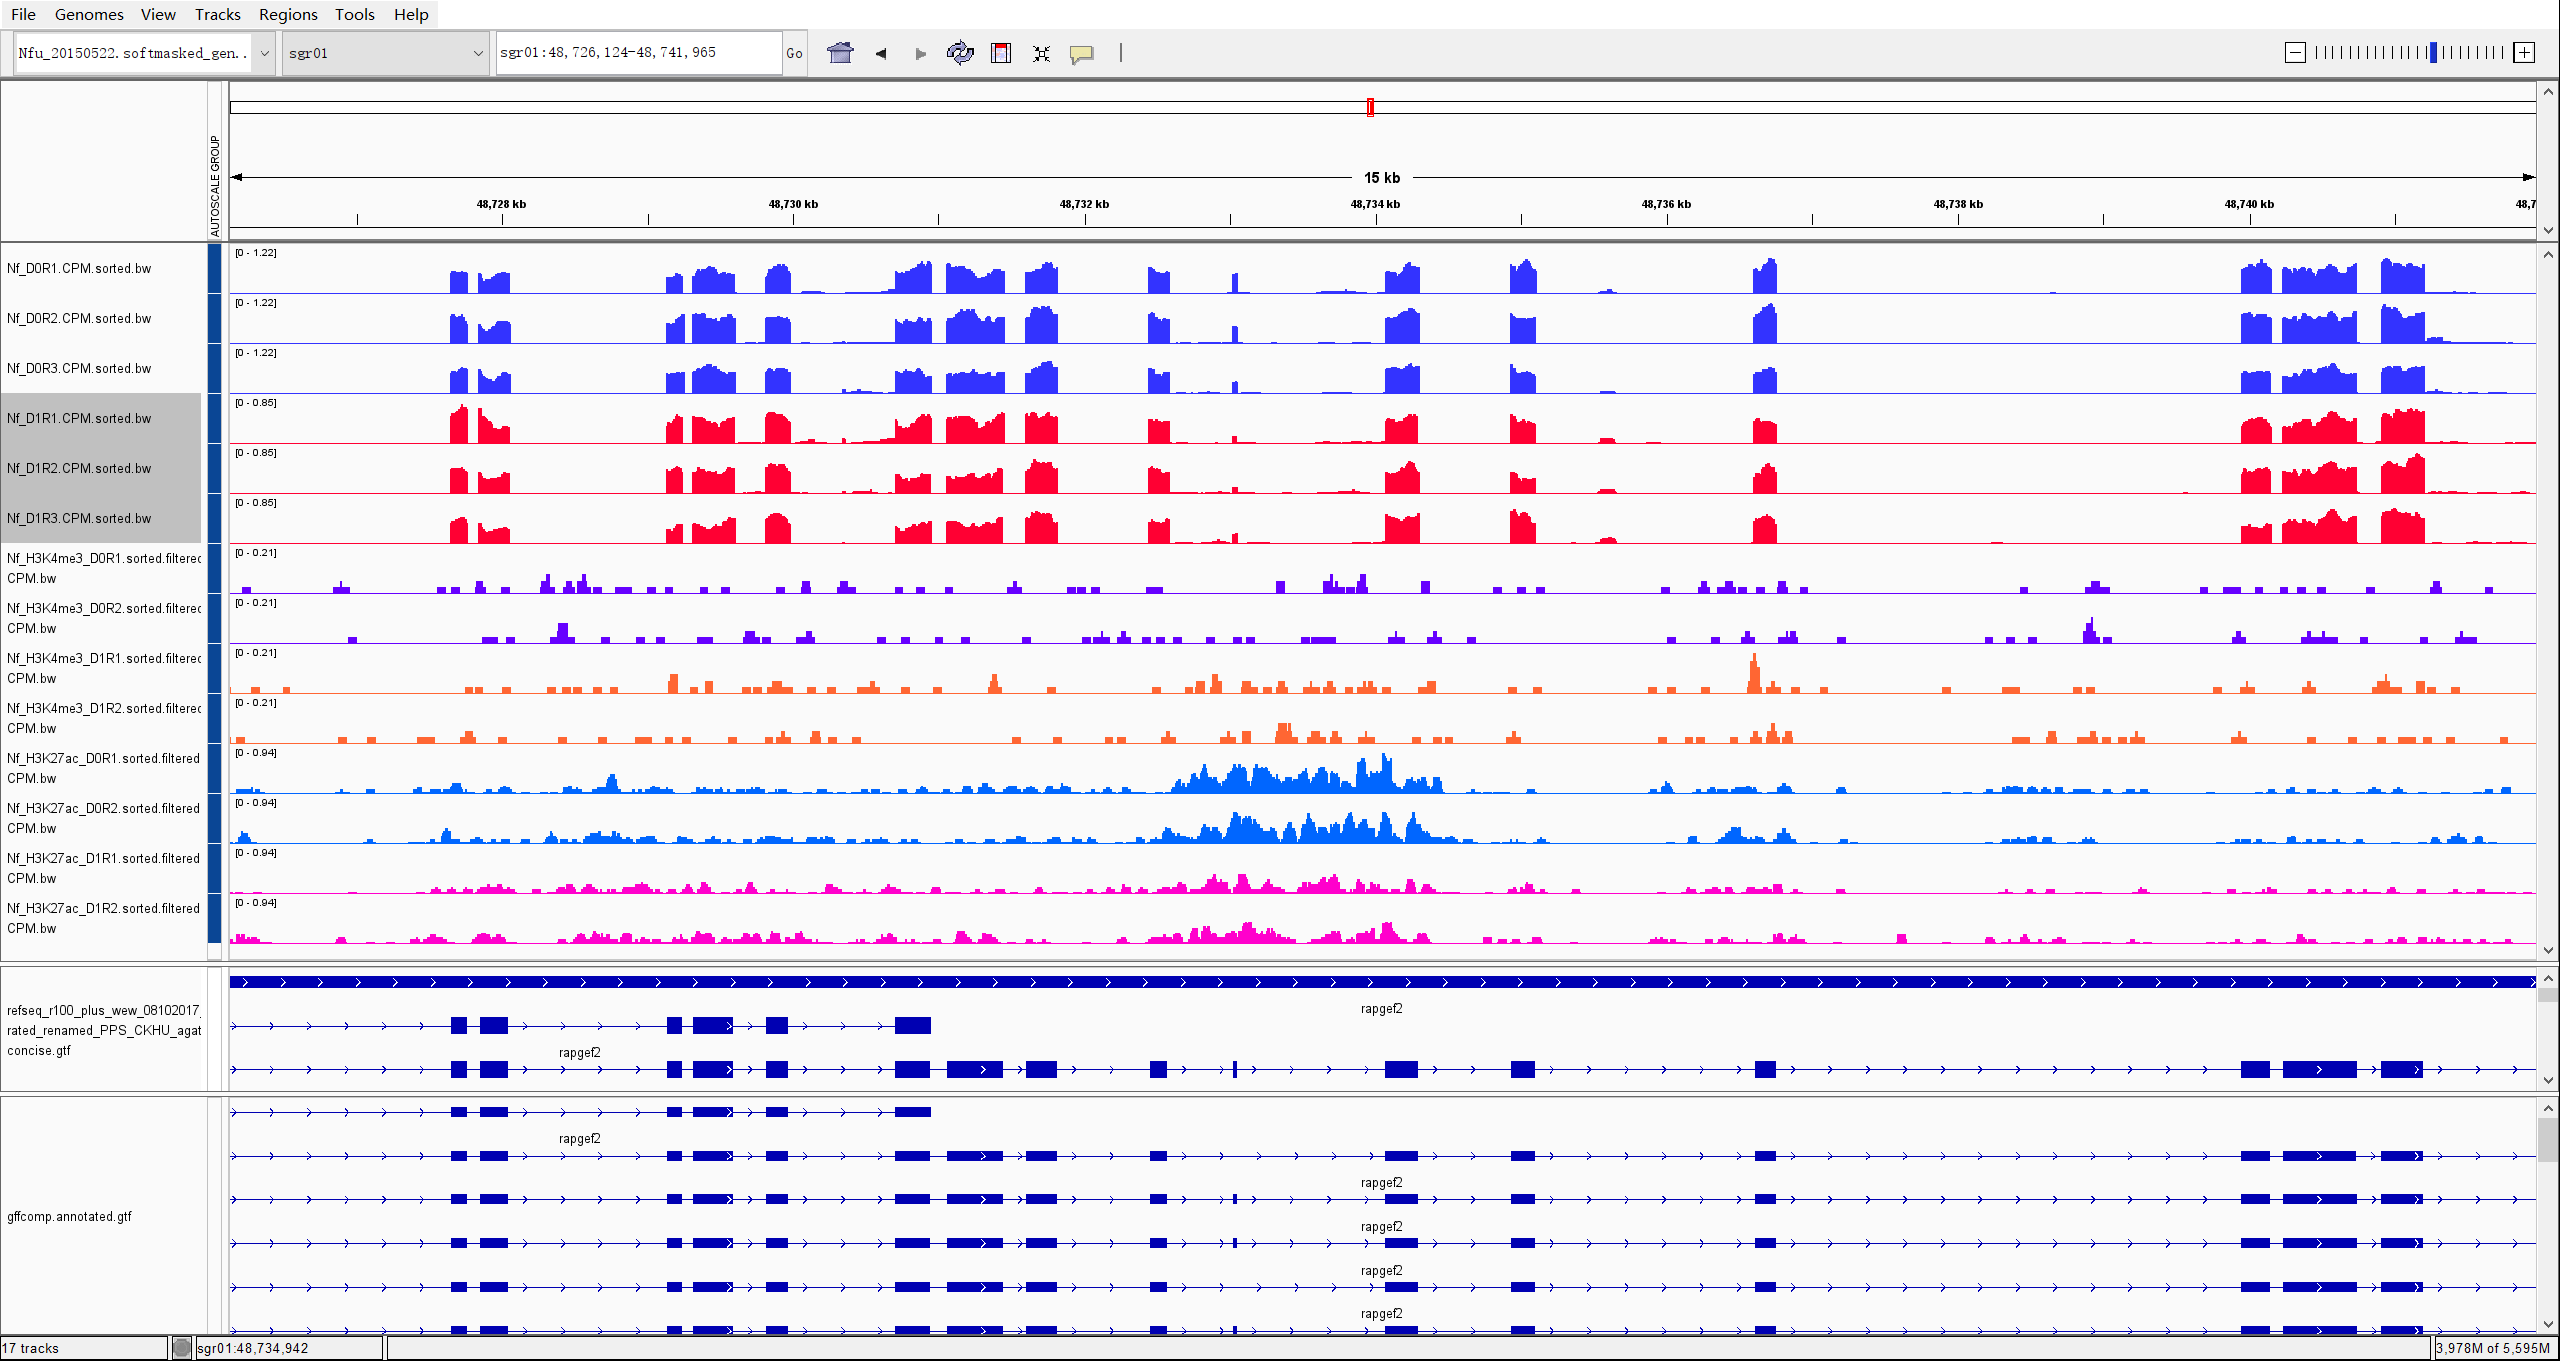 File Genomes View Tracks Regions Tools Help
Nfu_20150522.softmasked_gen.. sgr01 sgr01:48,726,124-48,741,965 Go
AUTOSCALE GROUP
15 kb
48,728 kb 48,730 kb 48,732 kb 48,734 kb 48,736 kb 48,738 kb 48,740 kb 48,7
Nf_D0R1.CPM.sorted.bw [0 - 1.22]
Nf_D0R2.CPM.sorted.bw [0 - 1.22]
Nf_D0R3.CPM.sorted.bw [0 - 1.22]
Nf_D1R1.CPM.sorted.bw [0 - 0.85]
Nf_D1R2.CPM.sorted.bw [0 - 0.85]
Nf_D1R3.CPM.sorted.bw [0 - 0.85]
Nf_H3K4me3_D0R1.sorted.filtered [0 - 0.21]
CPM.bw
Nf_H3K4me3_D0R2.sorted.filtered [0 - 0.21]
CPM.bw
Nf_H3K4me3_D1R1.sorted.filtered [0 - 0.21]
CPM.bw
Nf_H3K4me3_D1R2.sorted.filtered [0 - 0.21]
CPM.bw
Nf_H3K27ac_D0R1.sorted.filtered [0 - 0.94]
CPM.bw
Nf_H3K27ac_D0R2.sorted.filtered [0 - 0.94]
CPM.bw
Nf_H3K27ac_D1R1.sorted.filtered [0 - 0.94]
CPM.bw
Nf_H3K27ac_D1R2.sorted.filtered [0 - 0.94]
CPM.bw
refseq_r100_plus_wew_08102017_
rated_renamed_PPS_CKHU_agat
concise.gtf
rapgef2
rapgef2
gffcomp.annotated.gtf
rapgef2
rapgef2
rapgef2
rapgef2
rapgef2
17 tracks sgr01:48,734,942 3,978M of 5,595M